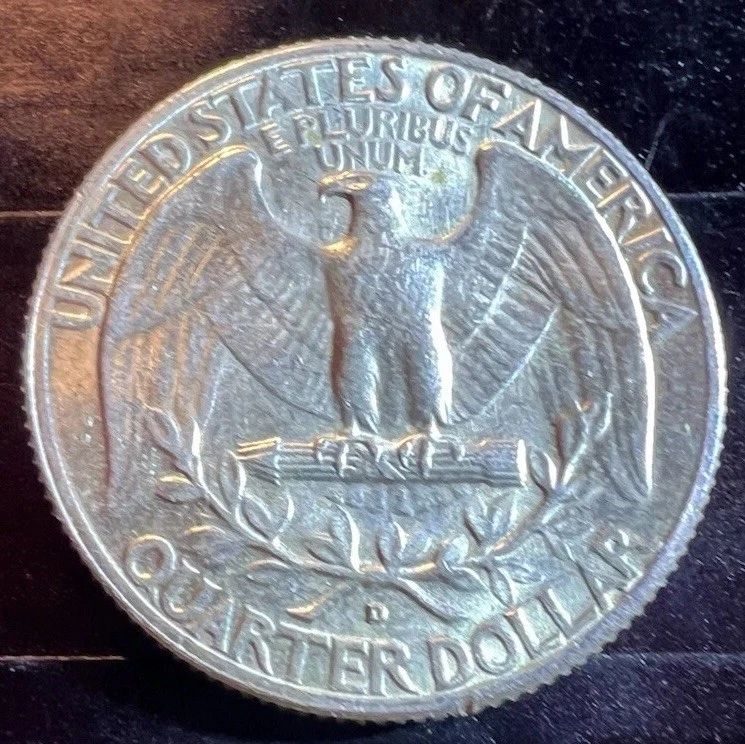 UNITED STATES OF AMERICA
E PLURIBUS
UNUM
D
QUARTER DOLLAR